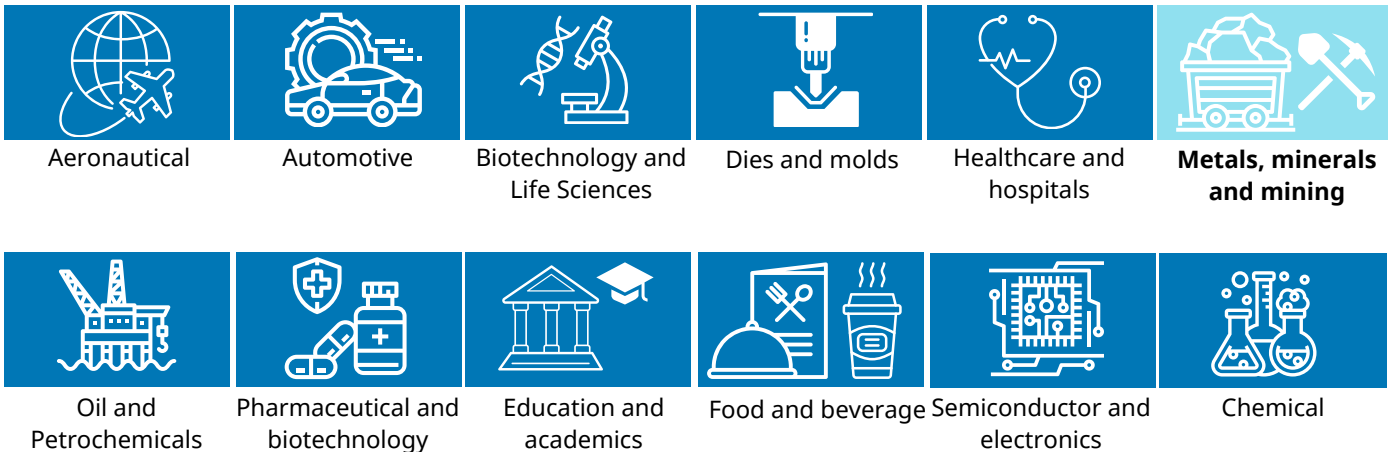 Aeronautical
Automotive
Biotechnology and
Life Sciences
Dies and molds
Healthcare and
hospitals
Metals, minerals
and mining
Oil and
Petrochemicals
Pharmaceutical and
biotechnology
Education and
academics
Food and beverage
Semiconductor and
electronics
Chemical